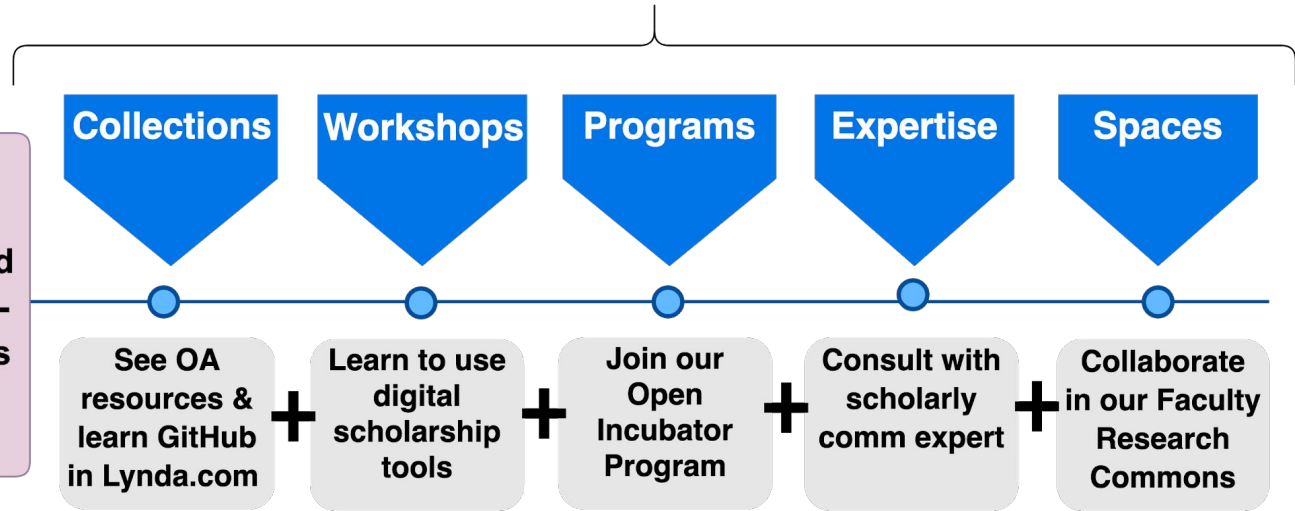 Collections
Workshops
Programs
Expertise
Spaces
See OA
resources &
learn GitHub
in Lynda.com
+
Learn to use
digital
scholarship
tools
+
Join our
Open
Incubator
Program
+
Consult with
scholarly
comm expert
+
Collaborate
in our Faculty
Research
Commons